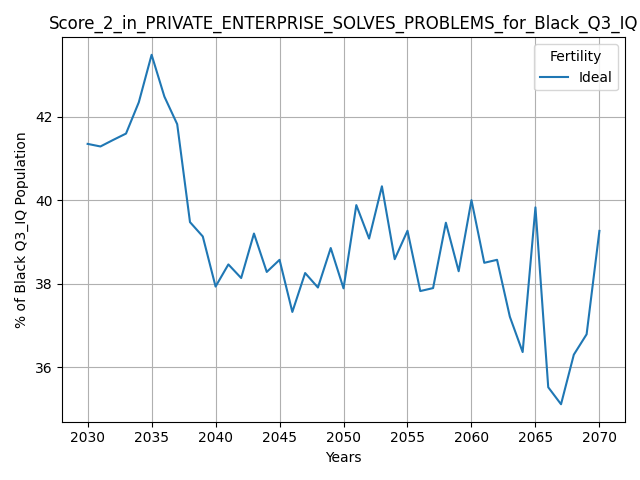 Score_2_in_PRIVATE_ENTERPRISE_SOLVES_PROBLEMS_for_Black_Q3_IQ
Fertility
Ideal
% of Black Q3_IQ Population
42
40
38
36
2030 2035 2040 2045 2050 2055 2060 2065 2070
Years